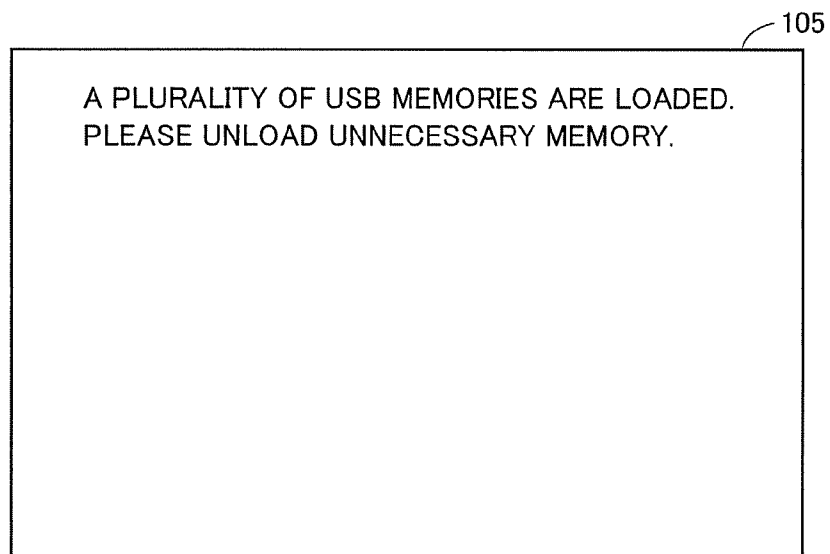 105
A PLURALITY OF USB MEMORIES ARE LOADED.
PLEASE UNLOAD UNNECESSARY MEMORY.